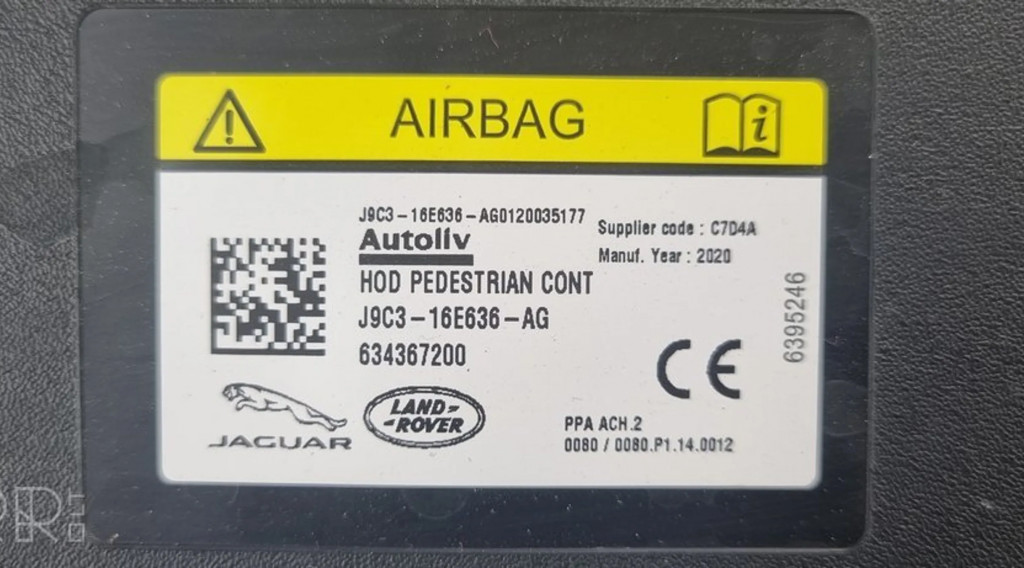 AIRBAG
J9C3-16E636-AG0120035177
Autoliv
HOD PEDESTRIAN CONT
J9C3-16E636-AG
634367200
Supplier code : C7D4A
Manuf. Year : 2020
6395246
CE
JAGUAR
LAND-
-ROVER
PPA ACH.2
0080 / 0080.P1.14.0012